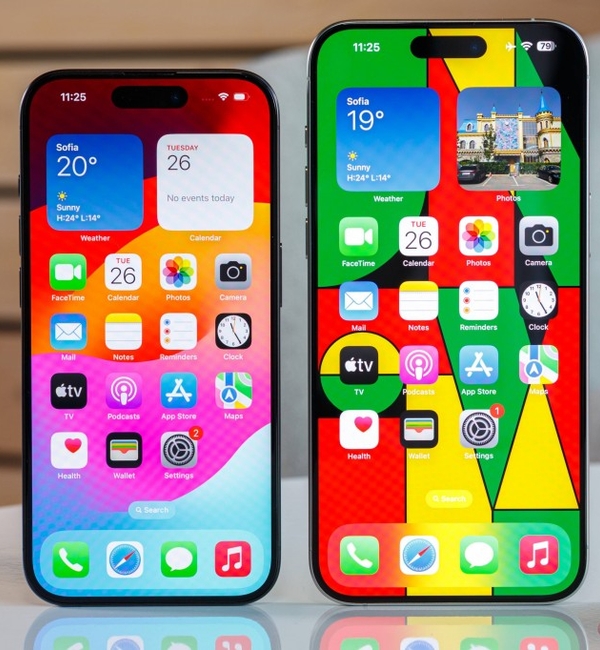 11:25
Sofia
20°
Sunny
H:24° L:14°
Weather
TUESDAY
26
No events today
Calendar
FaceTime
TUE
26
Calendar
Photos
Camera
Mail
Notes
Reminders
Clock
tv
TV
Podcasts
App Store
Maps
Health
Wallet
2
Settings
Search
11:25
79
Sofia
19°
Sunny
H:24° L:14°
Weather
Photos
FaceTime
TUE
26
Calendar
Photos
Camera
Mail
Notes
Reminders
Clock
tv
TV
Podcasts
App Store
Maps
Health
Wallet
1
Settings
Search